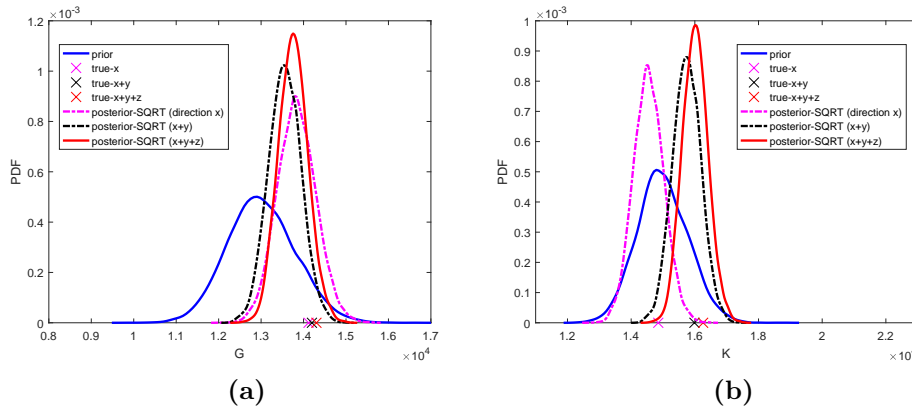 ×10⁻³
1.2
1
0.8
0.6
0.4
0.2
0
PDF
prior
true-x
true-x+y
true-x+y+z
posterior-SQRT (direction x)
posterior-SQRT (x+y)
posterior-SQRT (x+y+z)
0.8 0.9 1 1.1 1.2 1.3 1.4 1.5 1.6 1.7
G
×10⁴
(a)
×10⁻³
1
0.9
0.8
0.7
0.6
0.5
0.4
0.3
0.2
0.1
0
PDF
prior
true-x
true-x+y
true-x+y+z
posterior-SQRT (direction x)
posterior-SQRT (x+y)
posterior-SQRT (x+y+z)
1.2 1.4 1.6 1.8 2
K
(b)